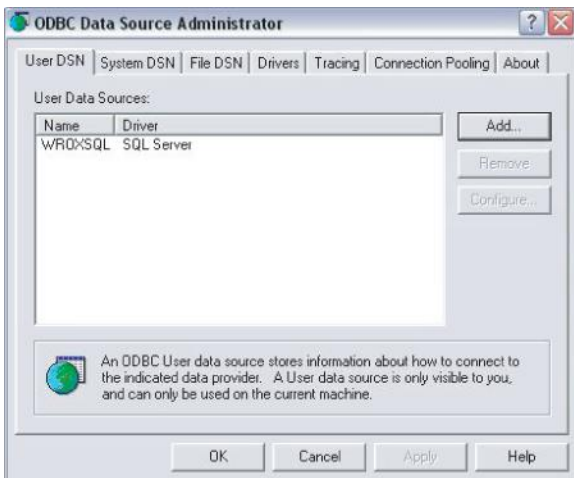 ODBC Data Source Administrator
User DSN System DSN File DSN Drivers Tracing Connection Pooling About
User Data Sources:
Name Driver
WROXSQL SQL Server
Add...
Remove
Configure...
An ODBC User data source stores information about how to connect to
the indicated data provider. A User data source is only visible to you,
and can only be used on the current machine.
OK Cancel Apply Help